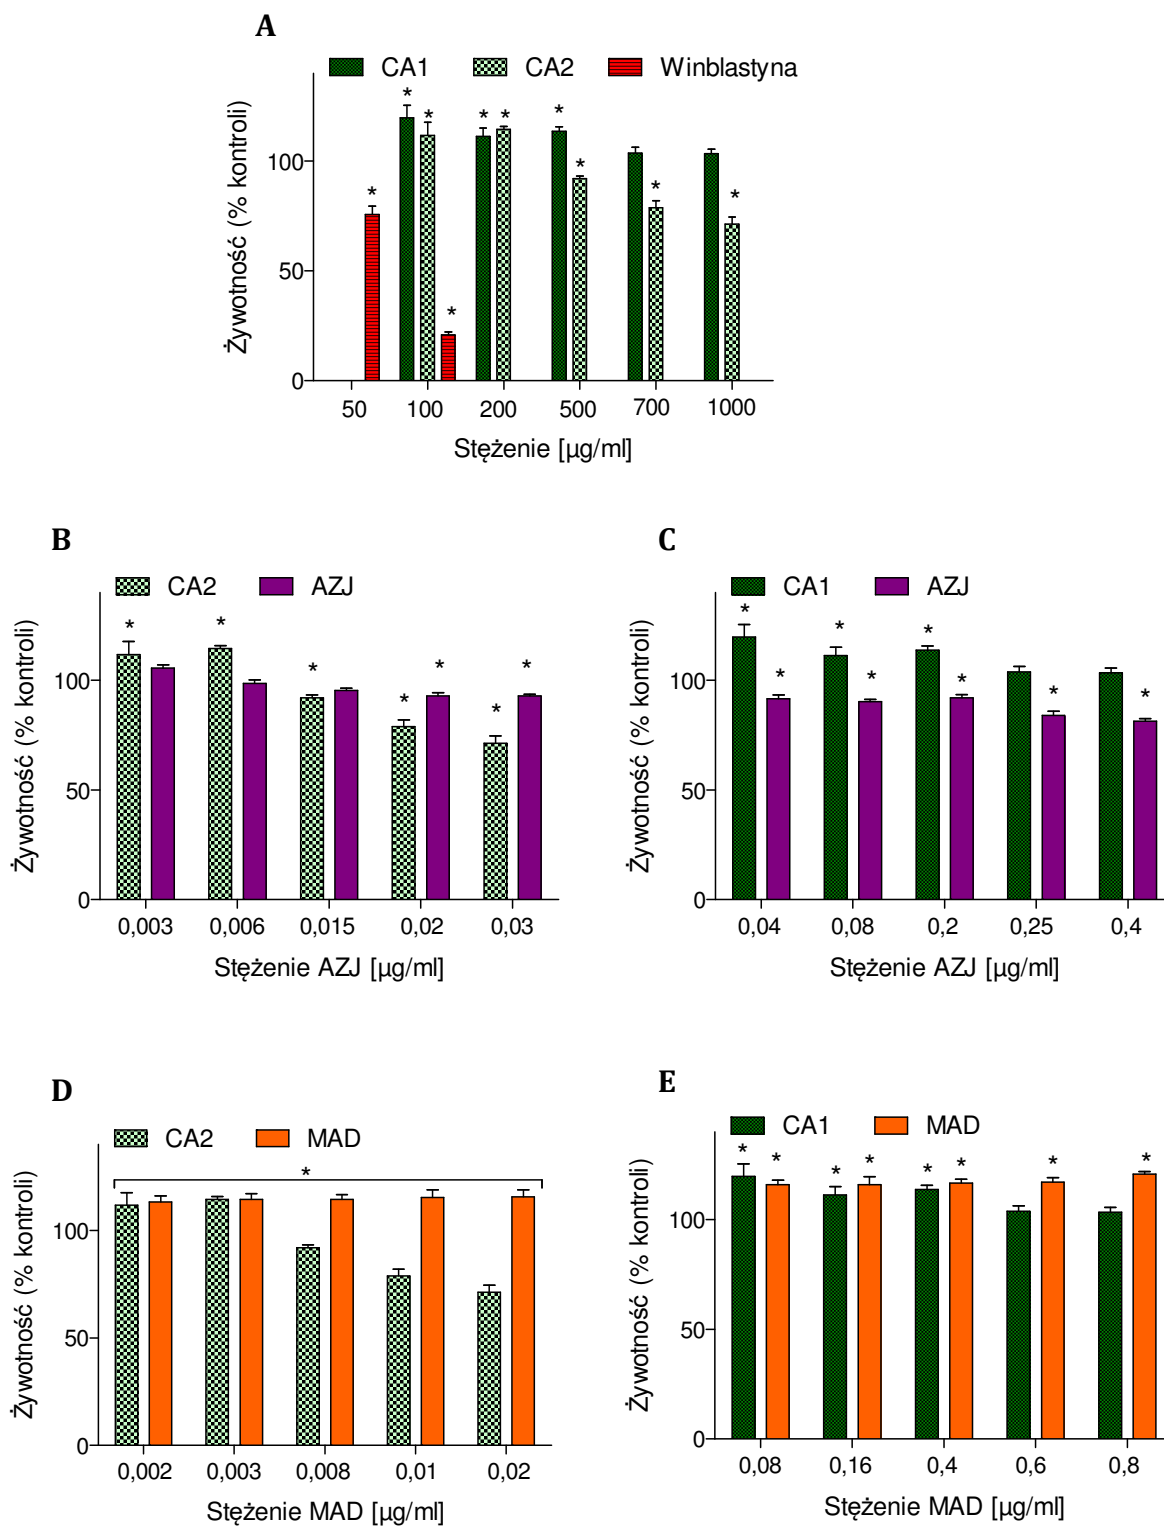 A
CA1 CA2 Winblastyna
* * * * * * * * * *
Żywotność (% kontroli)
100
50
0
50 100 200 500 700 1000
Stężenie [µg/ml]
B
CA2 AZJ
* * * * * * *
Żywotność (% kontroli)
100
50
0
0,003 0,006 0,015 0,02 0,03
Stężenie AZJ [µg/ml]
C
CA1 AZJ
* * * * * * * *
Żywotność (% kontroli)
100
50
0
0,04 0,08 0,2 0,25 0,4
Stężenie AZJ [µg/ml]
D
CA2 MAD
*
Żywotność (% kontroli)
100
50
0
0,002 0,003 0,008 0,01 0,02
Stężenie MAD [µg/ml]
E
CA1 MAD
* * * * * * * *
Żywotność (% kontroli)
100
50
0
0,08 0,16 0,4 0,6 0,8
Stężenie MAD [µg/ml]